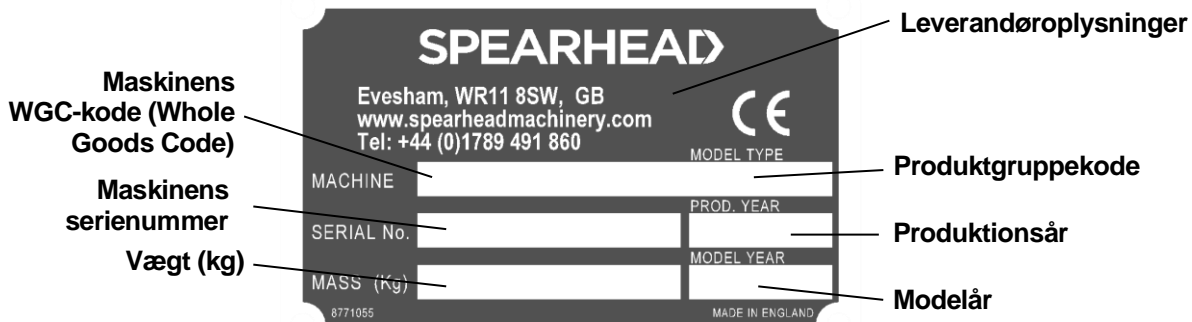 Leverandøroplysninger
SPEARHEAD
Maskinens
WGC-kode (Whole
Goods Code)
Evesham, WR11 8SW, GB
www.spearheadmachinery.com
Tel: +44 (0)1789 491 860
CE
MODEL TYPE
MACHINE
Produktgruppekode
Maskinens
serienummer
PROD. YEAR
SERIAL No.
Produktionsår
Vægt (kg)
MODEL YEAR
MASS (Kg)
Modelår
8771055
MADE IN ENGLAND